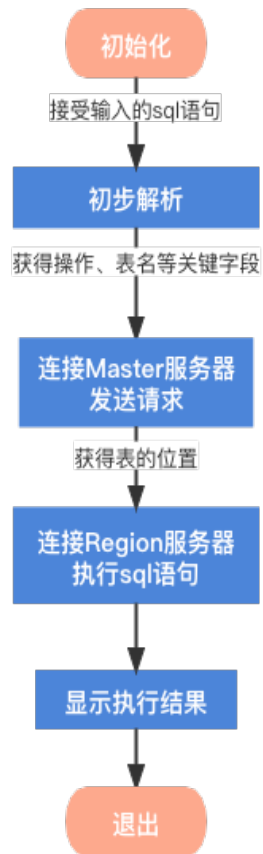 初始化
接受输入的sql语句
初步解析
获得操作、表名等关键字段
连接Master服务器
发送请求
获得表的位置
连接Region服务器
执行sql语句
显示执行结果
退出